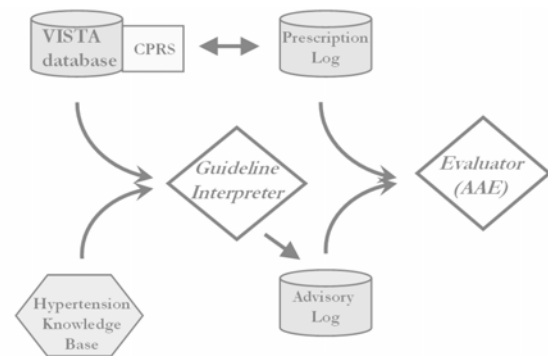 VISTA
database
CPRS
Prescription
Log
Guideline
Interpreter
Evaluator
(AAE)
Hypertension
Knowledge
Base
Advisory
Log